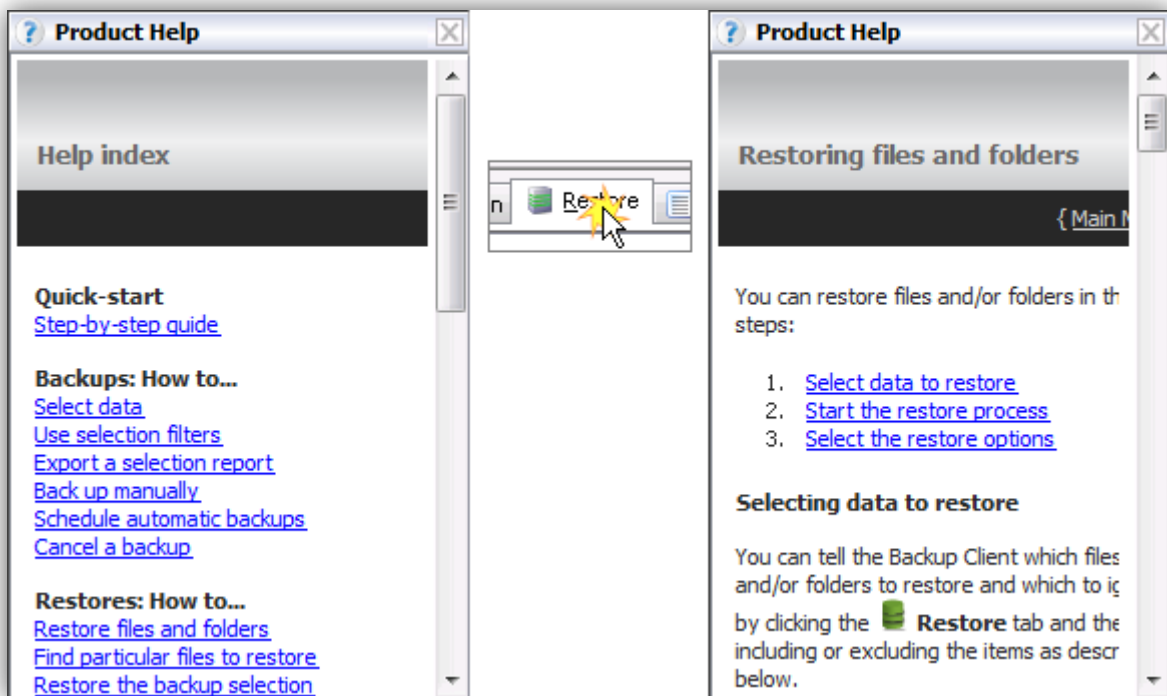 Product Help
Help index
Quick-start
Step-by-step guide
Backups: How to...
Select data
Use selection filters
Export a selection report
Back up manually
Schedule automatic backups
Cancel a backup
Restores: How to...
Restore files and folders
Find particular files to restore
Restore the backup selection
n Restore
Product Help
Restoring files and folders
{ Main
You can restore files and/or folders in th
steps:
1. Select data to restore
2. Start the restore process
3. Select the restore options
Selecting data to restore
You can tell the Backup Client which files
and/or folders to restore and which to ig
by clicking the Restore tab and the
including or excluding the items as descr
below.